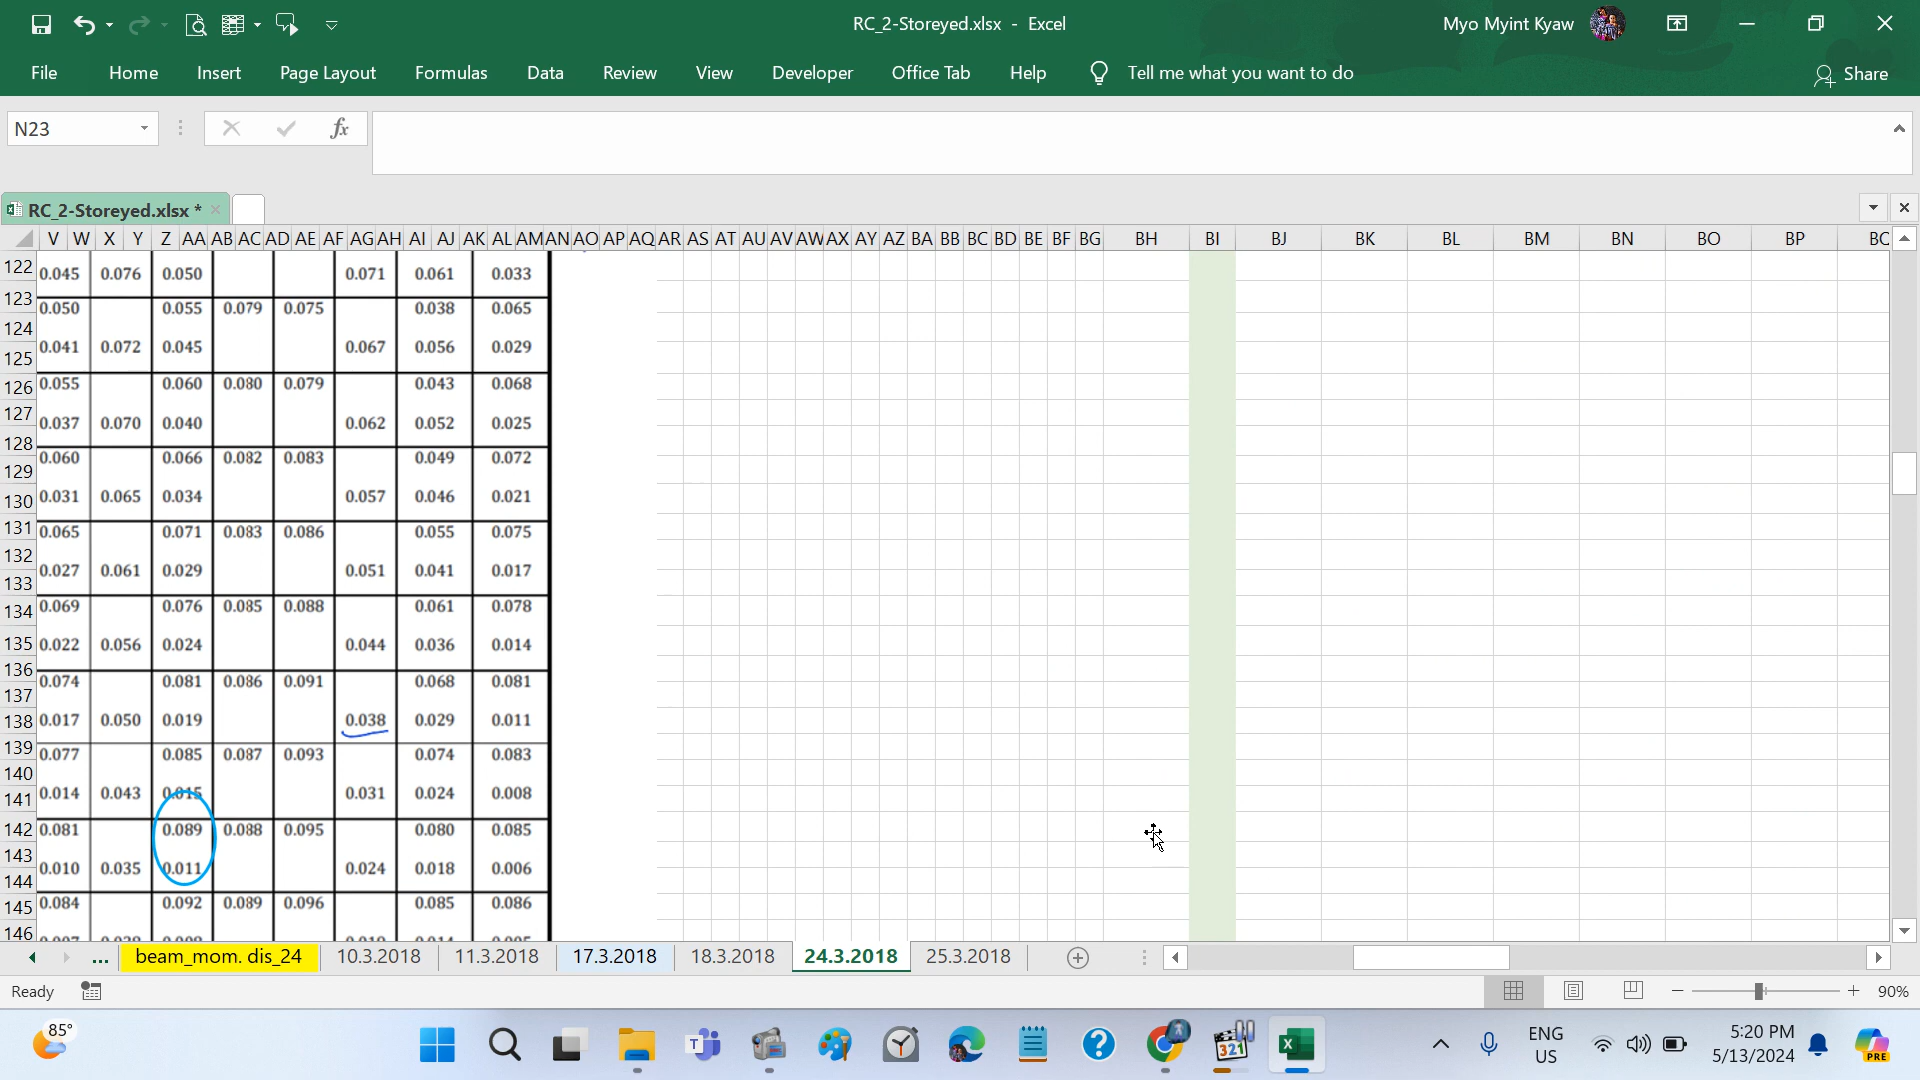 RC_2-Storeyed.xlsx - Excel
Myo Myint Kyaw
File Home Insert Page Layout Formulas Data Review View Developer Office Tab Help Tell me what you want to do Share
N23 fx
RC_2-Storeyed.xlsx *
V W X Y Z AA AB AC AD AE AF AG AH AI AJ AK AL AM AN AO AP AQ AR AS AT AU AV AW AX AY AZ BA BB BC BD BE BF BG BH BI BJ BK BL BM BN BO BP
122 0.045 0.076 0.050 0.071 0.061 0.033
123 0.050 0.055 0.079 0.075 0.038 0.065
124
125 0.041 0.072 0.045 0.067 0.056 0.029
126 0.055 0.060 0.080 0.079 0.043 0.068
127 0.037 0.070 0.040 0.062 0.052 0.025
128
129 0.060 0.066 0.082 0.083 0.049 0.072
130 0.031 0.065 0.034 0.057 0.046 0.021
131 0.065 0.071 0.083 0.086 0.055 0.075
132
133 0.027 0.061 0.029 0.051 0.041 0.017
134 0.069 0.076 0.085 0.088 0.061 0.078
135 0.022 0.056 0.024 0.044 0.036 0.014
136
137 0.074 0.081 0.086 0.091 0.068 0.081
138 0.017 0.050 0.019 0.038 0.029 0.011
139 0.077 0.085 0.087 0.093 0.074 0.083
140
141 0.014 0.043 0.015 0.031 0.024 0.008
142 0.081 0.089 0.088 0.095 0.080 0.085
143
144 0.010 0.035 0.011 0.024 0.018 0.006
145 0.084 0.092 0.089 0.096 0.085 0.086
146
... beam_mom. dis_24 10.3.2018 11.3.2018 17.3.2018 18.3.2018 24.3.2018 25.3.2018
Ready 90%
85° ENG US 5:20 PM 5/13/2024 PRE
321